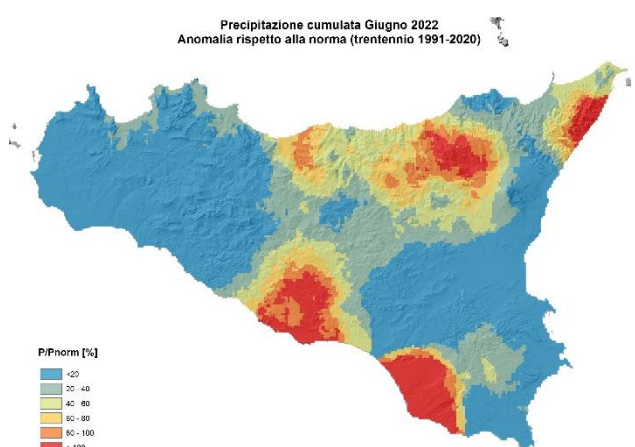 Precipitazione cumulata Giugno 2022
Anomalia rispetto alla norma (trentennio 1991-2020)
P/Pnorm [%]
<20
20 - 40
40 - 60
60 - 80
80 - 100
> 100